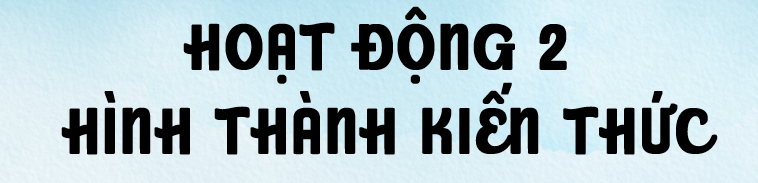 HOẠT ĐỘNG 2
HÌNH THÀNH KIẾN THỨC